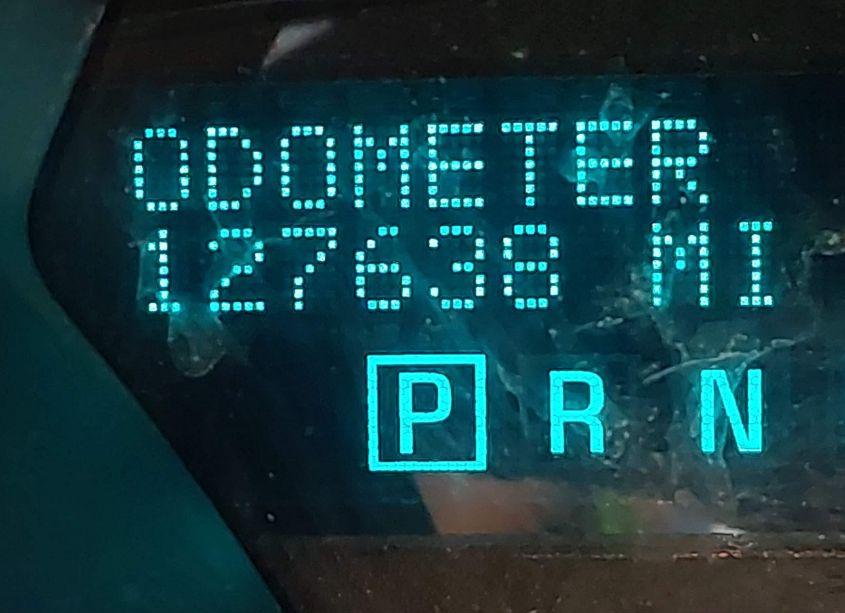 ODOMETER
127638 MI
P R N